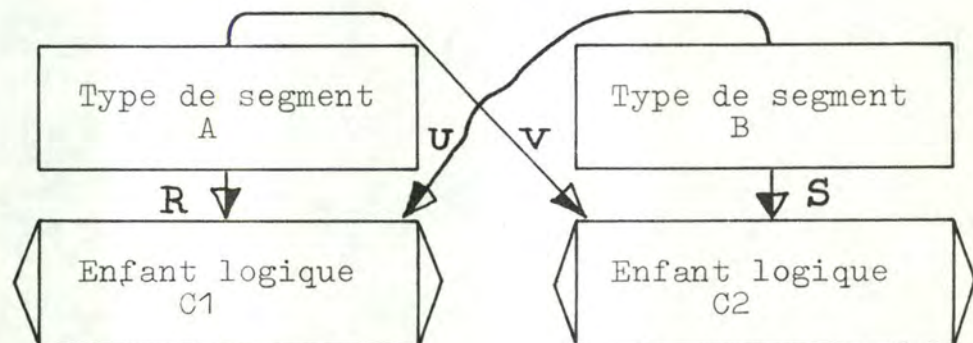 Type de segment
A
Type de segment
B
U
V
R
S
Enfant logique
C1
Enfant logique
C2